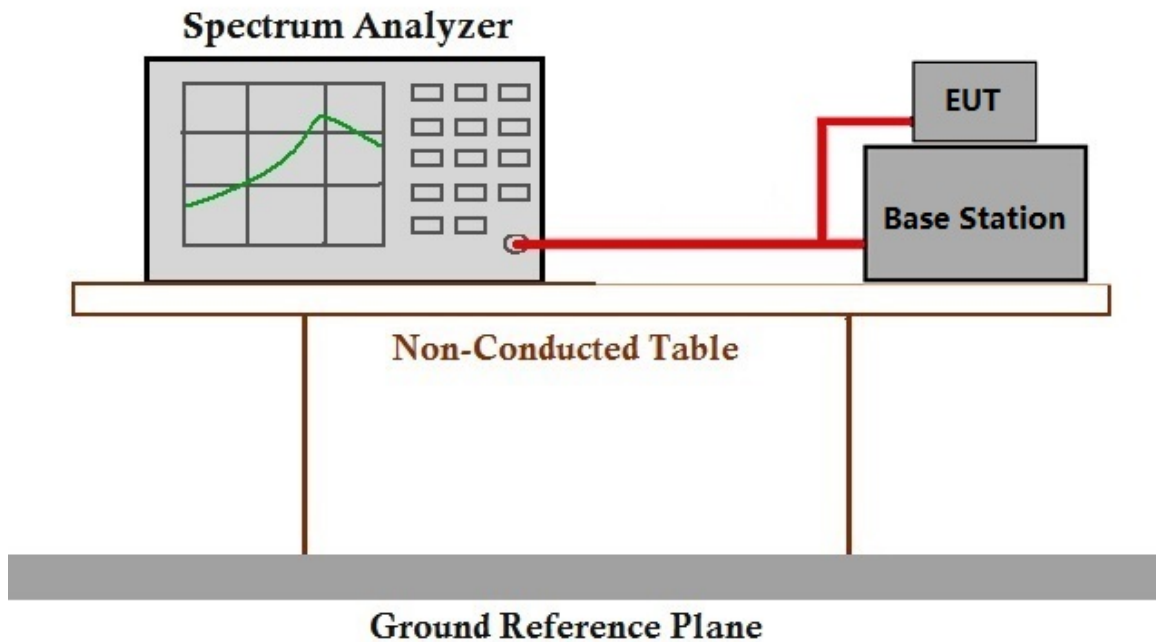 Spectrum Analyzer
EUT
Base Station
Non-Conducted Table
Ground Reference Plane